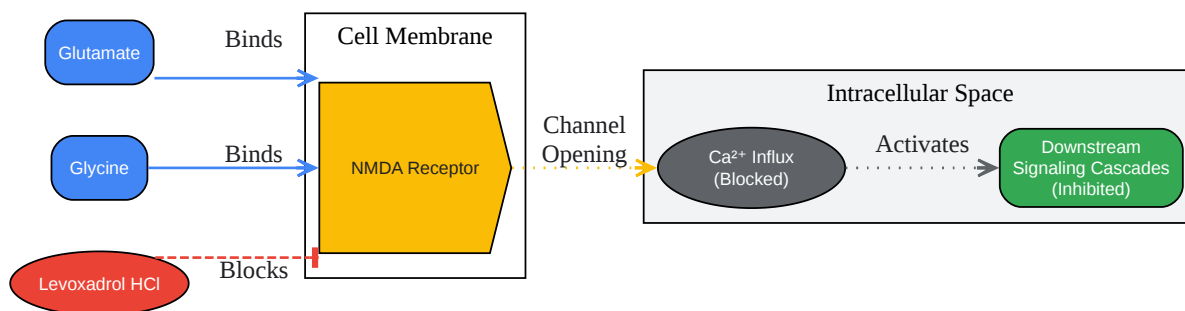 Glutamate
Binds
Cell Membrane
Glycine
Binds
NMDA Receptor
Levoxadrol HCl
Blocks
Channel
Opening
Intracellular Space
Ca²⁺ Influx
(Blocked)
Activates
Downstream
Signaling Cascades
(Inhibited)